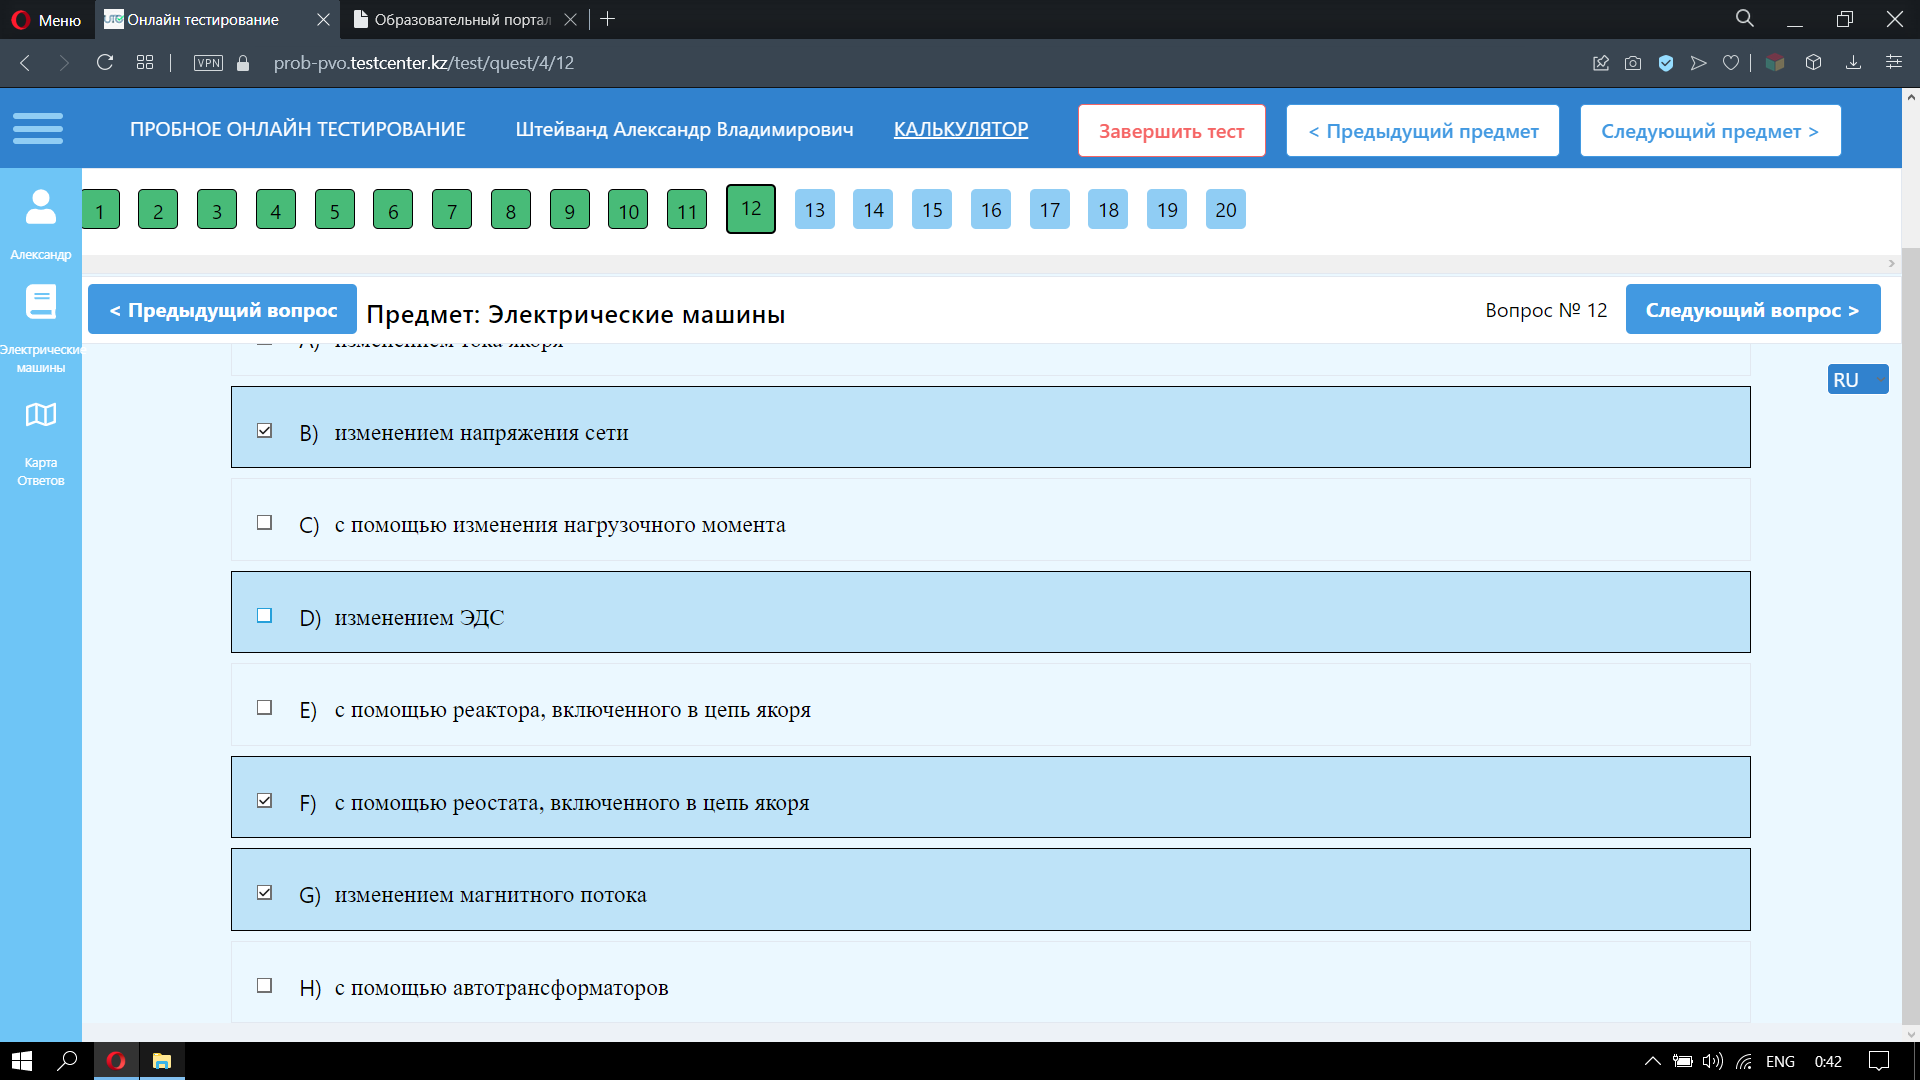 Меню
Онлайн тестирование
Образовательный портал
VPN
prob-pvo.testcenter.kz/test/quest/4/12
ПРОБНОЕ ОНЛАЙН ТЕСТИРОВАНИЕ
Штейванд Александр Владимирович
КАЛЬКУЛЯТОР
Завершить тест
< Предыдущий предмет
Следующий предмет >
1 2 3 4 5 6 7 8 9 10 11 12 13 14 15 16 17 18 19 20
Александр
Электрические
машины
Карта
Ответов
< Предыдущий вопрос
Предмет: Электрические машины
Вопрос № 12
Следующий вопрос >
RU
A) изменением тока якоря
B) изменением напряжения сети
C) с помощью изменения нагрузочного момента
D) изменением ЭДС
E) с помощью реактора, включенного в цепь якоря
F) с помощью реостата, включенного в цепь якоря
G) изменением магнитного потока
H) с помощью автотрансформаторов
ENG
0:42